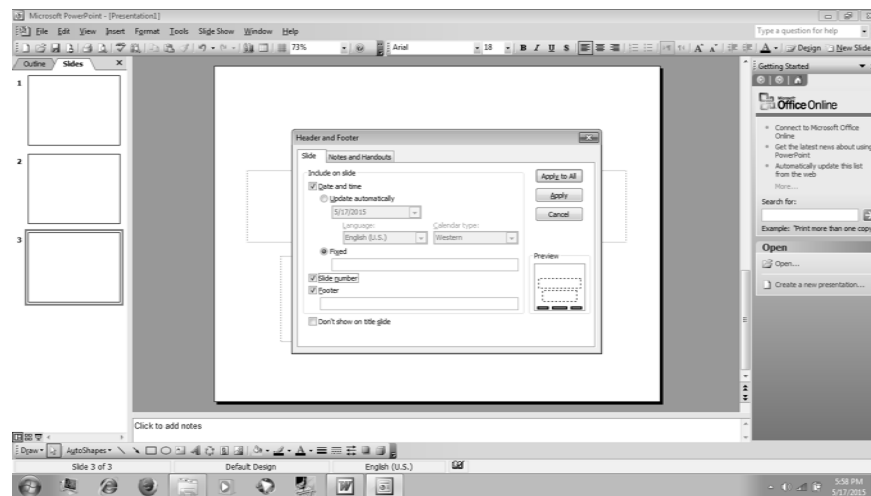 Microsoft PowerPoint - [Presentation1]
File Edit View Insert Format Tools Slide Show Window Help
Type a question for help
73% Arial 18 B I U S Design New Slide
Outline Slides
Getting Started
1
2
3
Microsoft Office Online
Connect to Microsoft Office Online
Get the latest news about using PowerPoint
Automatically update this list from the web
More...
Search for:
Example: "Print more than one copy
Open
Open...
Create a new presentation...
Header and Footer
Slide Notes and Handouts
Include on slide
Date and time
Update automatically
5/17/2015
Language: Calendar type:
English (U.S.) Western
Fixed
Slide number
Footer
Don't show on title slide
Apply to All
Apply
Cancel
Preview
Click to add notes
Draw AutoShapes
Slide 3 of 3 Default Design English (U.S.)
5:58 PM
5/17/2015